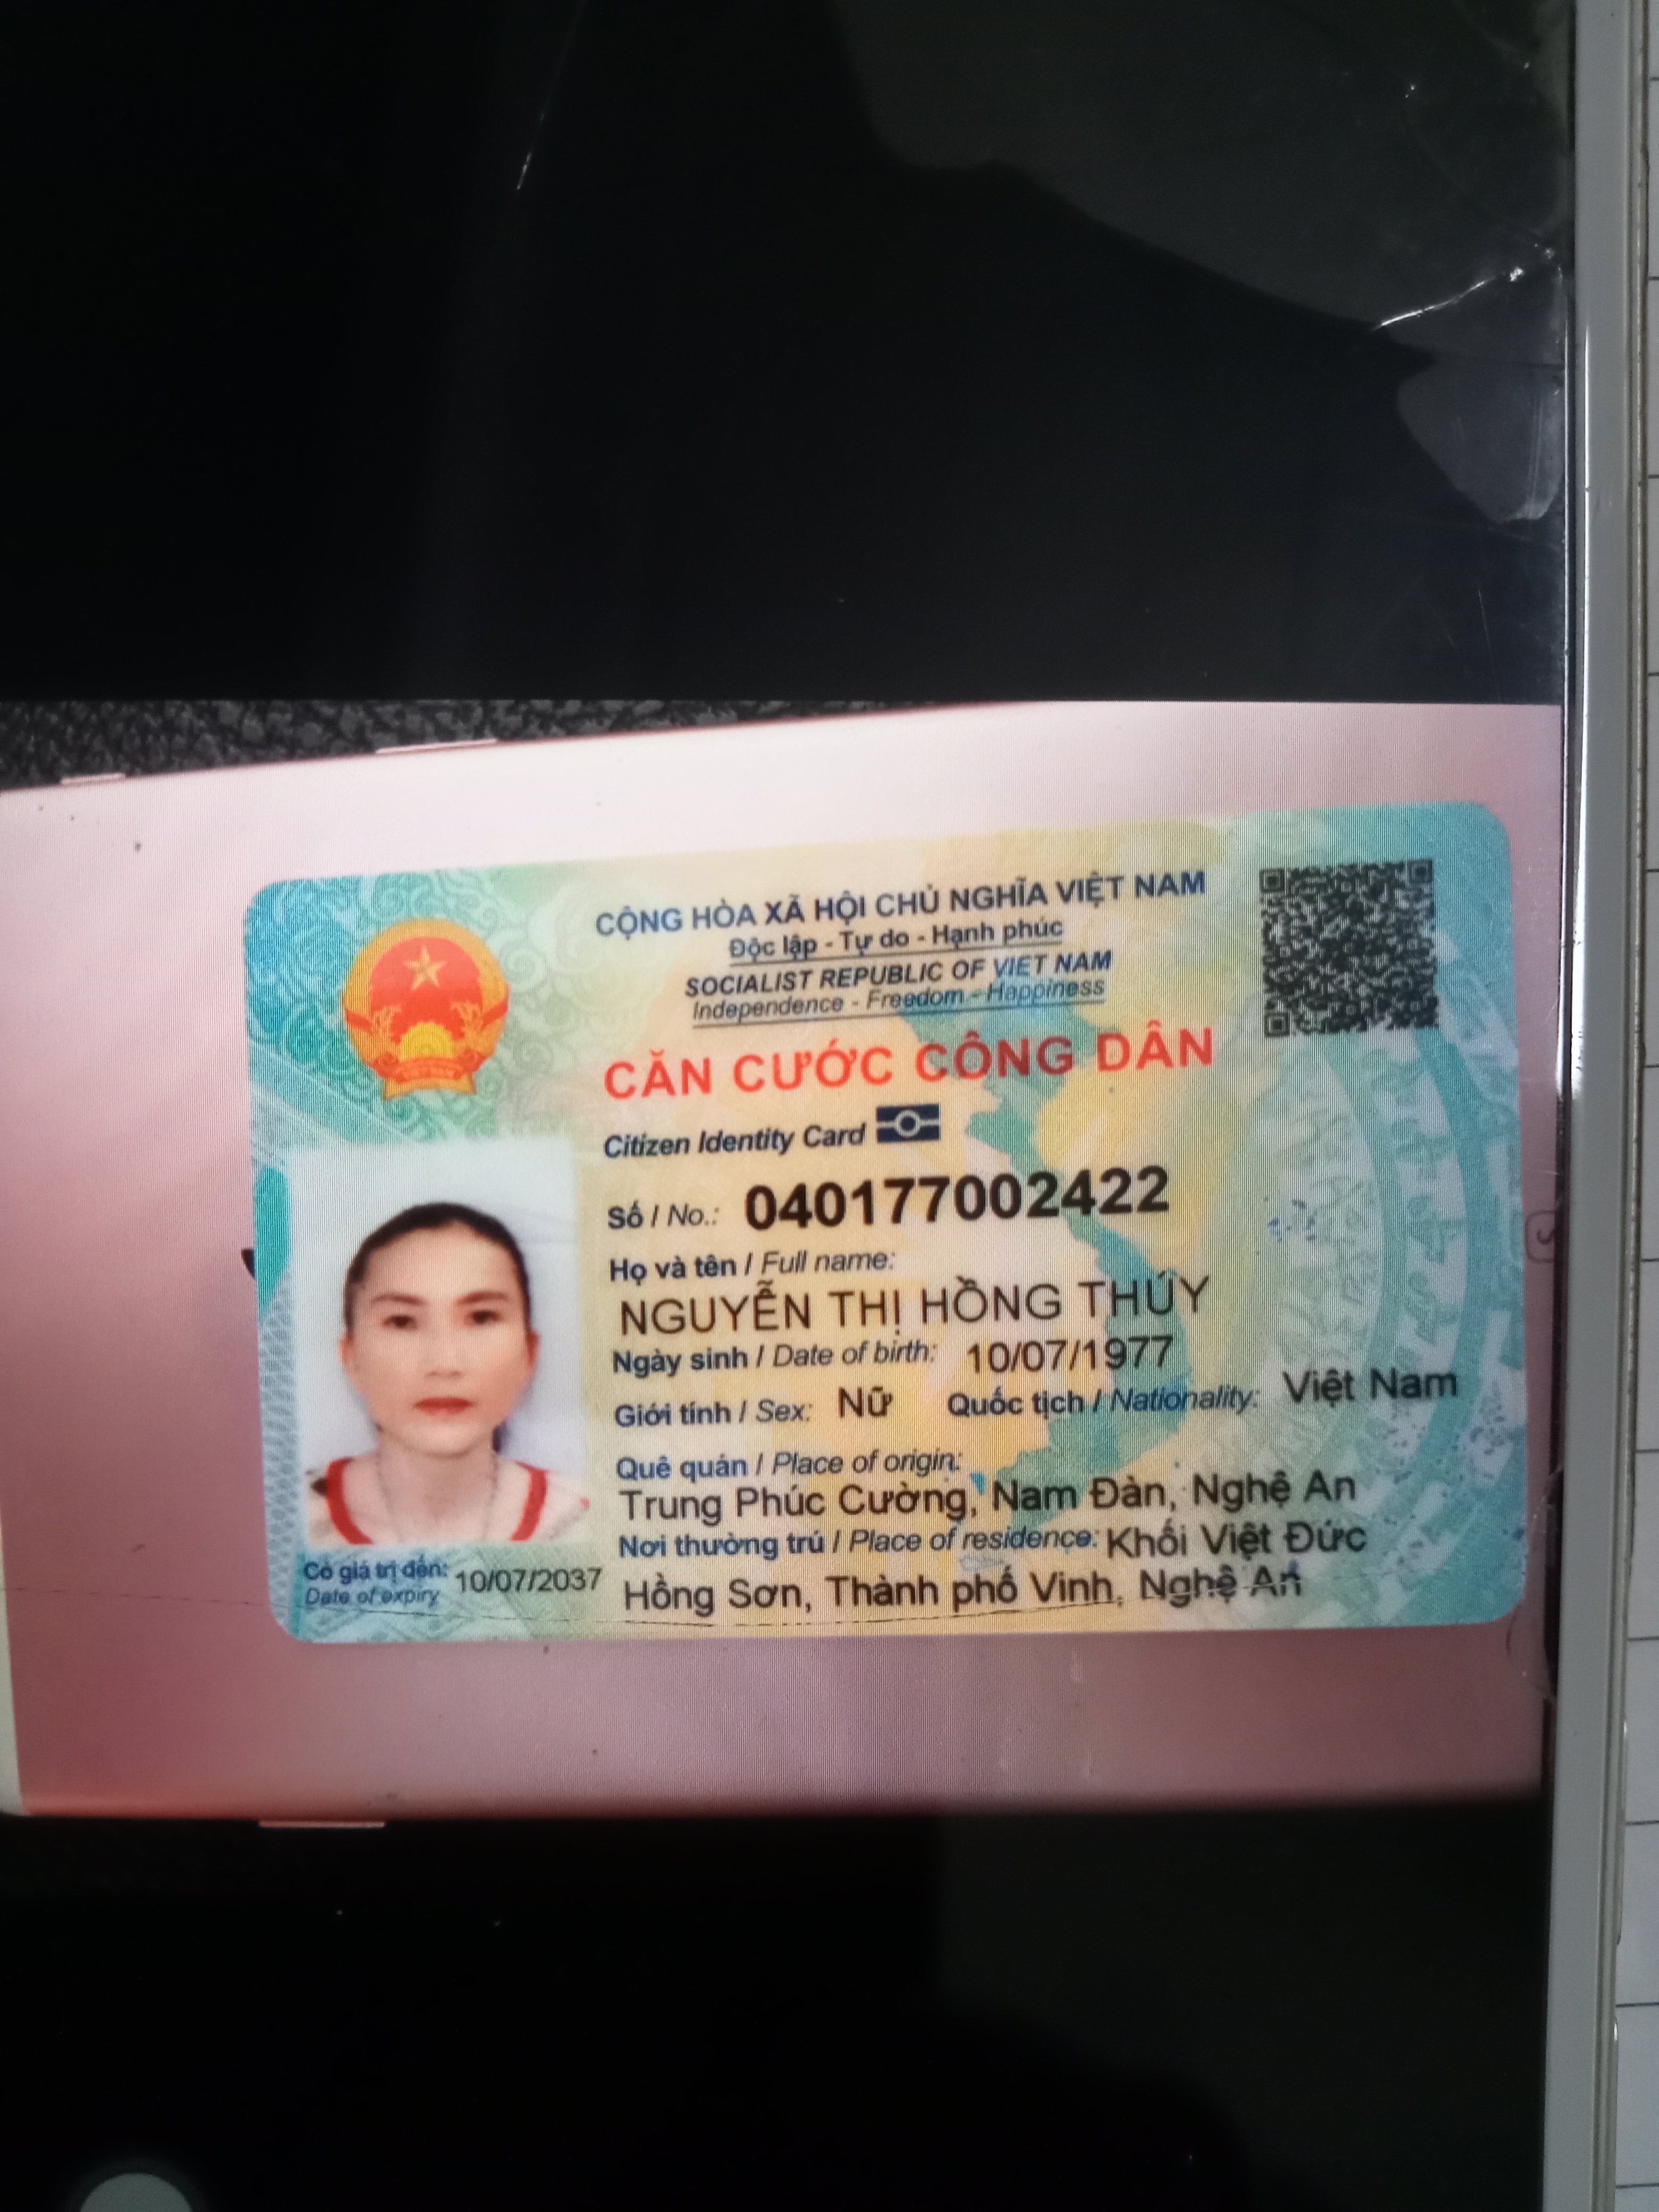 CỘNG HÒA XÃ HỘI CHỦ NGHĨA VIỆT NAM
Độc lập - Tự do - Hạnh phúc
SOCIALIST REPUBLIC OF VIET NAM
Independence - Freedom - Happiness
CĂN CƯỚC CÔNG DÂN
Citizen Identity Card
Số / No.: 040177002422
Họ và tên / Full name:
NGUYỄN THỊ HỒNG THÚY
Ngày sinh / Date of birth: 10/07/1977
Giới tính / Sex: Nữ Quốc tịch / Nationality: Việt Nam
Quê quán / Place of origin:
Trung Phúc Cường, Nam Đàn, Nghệ An
Nơi thường trú / Place of residence: Khối Việt Đức
Hồng Sơn, Thành phố Vinh, Nghệ An
Có giá trị đến: 10/07/2037
Date of expiry